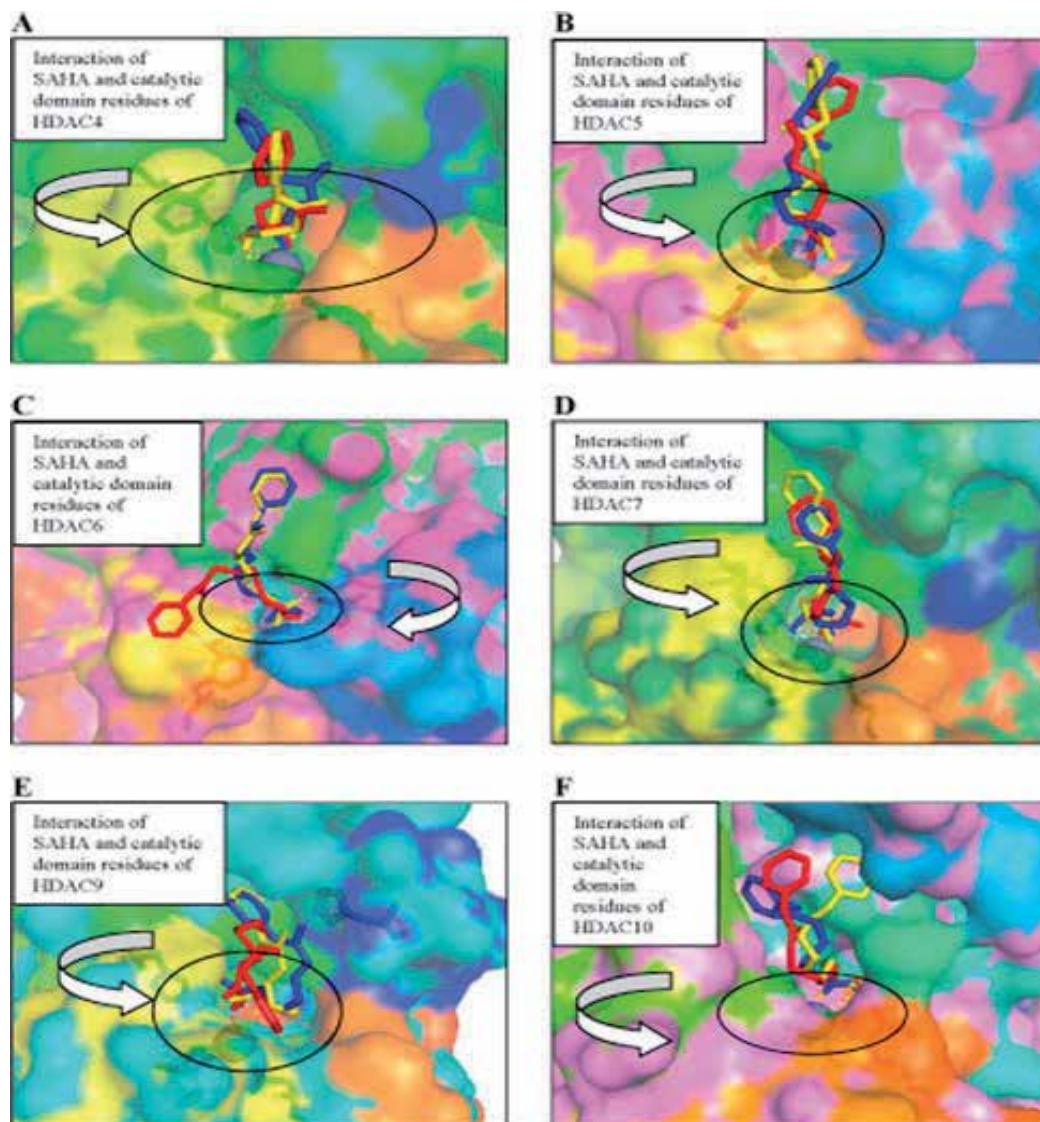 A
Interaction of
SAHA and catalytic
domain residues of
HDAC4
B
Interaction of
SAHA and catalytic
domain residues of
HDAC5
C
Interaction of
SAHA and
catalytic domain
residues of
HDAC6
D
Interaction of
SAHA and catalytic
domain residues of
HDAC7
E
Interaction of
SAHA and catalytic
domain residues of
HDAC9
F
Interaction of
SAHA and
catalytic
domain
residues of
HDAC10